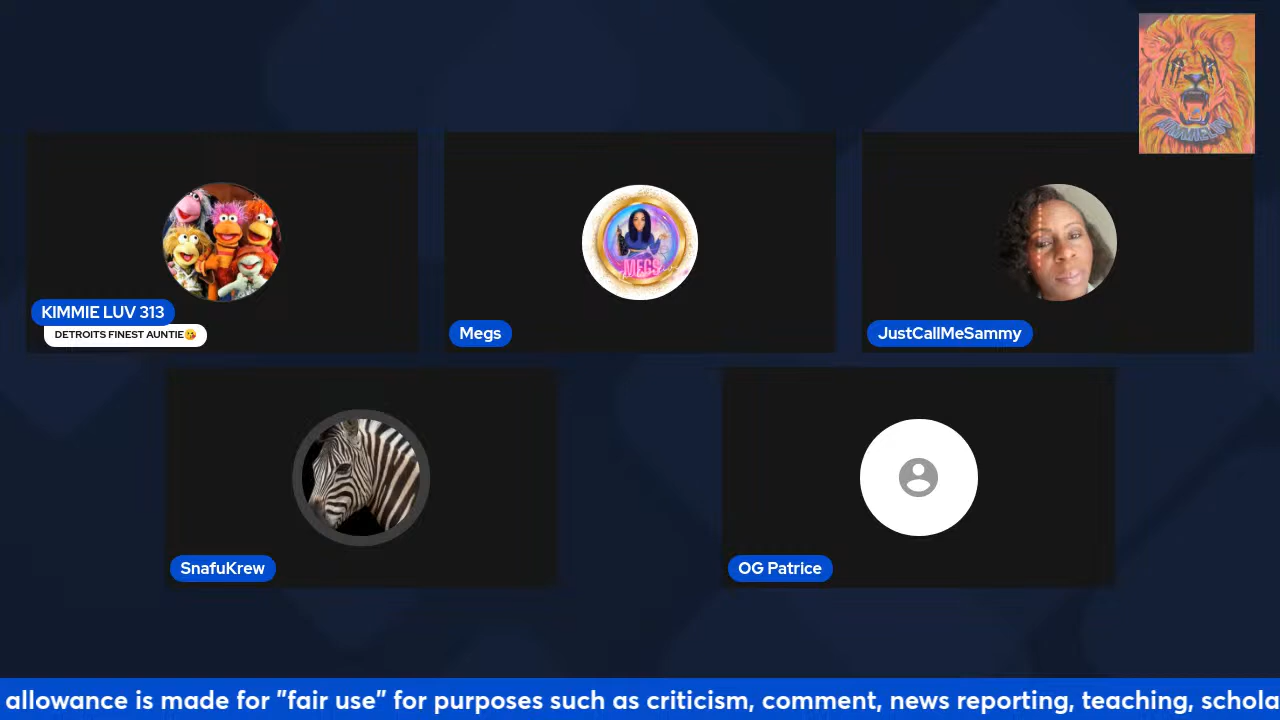 KIMMIE LUV 313
DETROITS FINEST AUNTIE😘
MEGS
Megs
JustCallMeSammy
SnafuKrew
OG Patrice
allowance is made for "fair use" for purposes such as criticism, comment, news reporting, teaching, schola